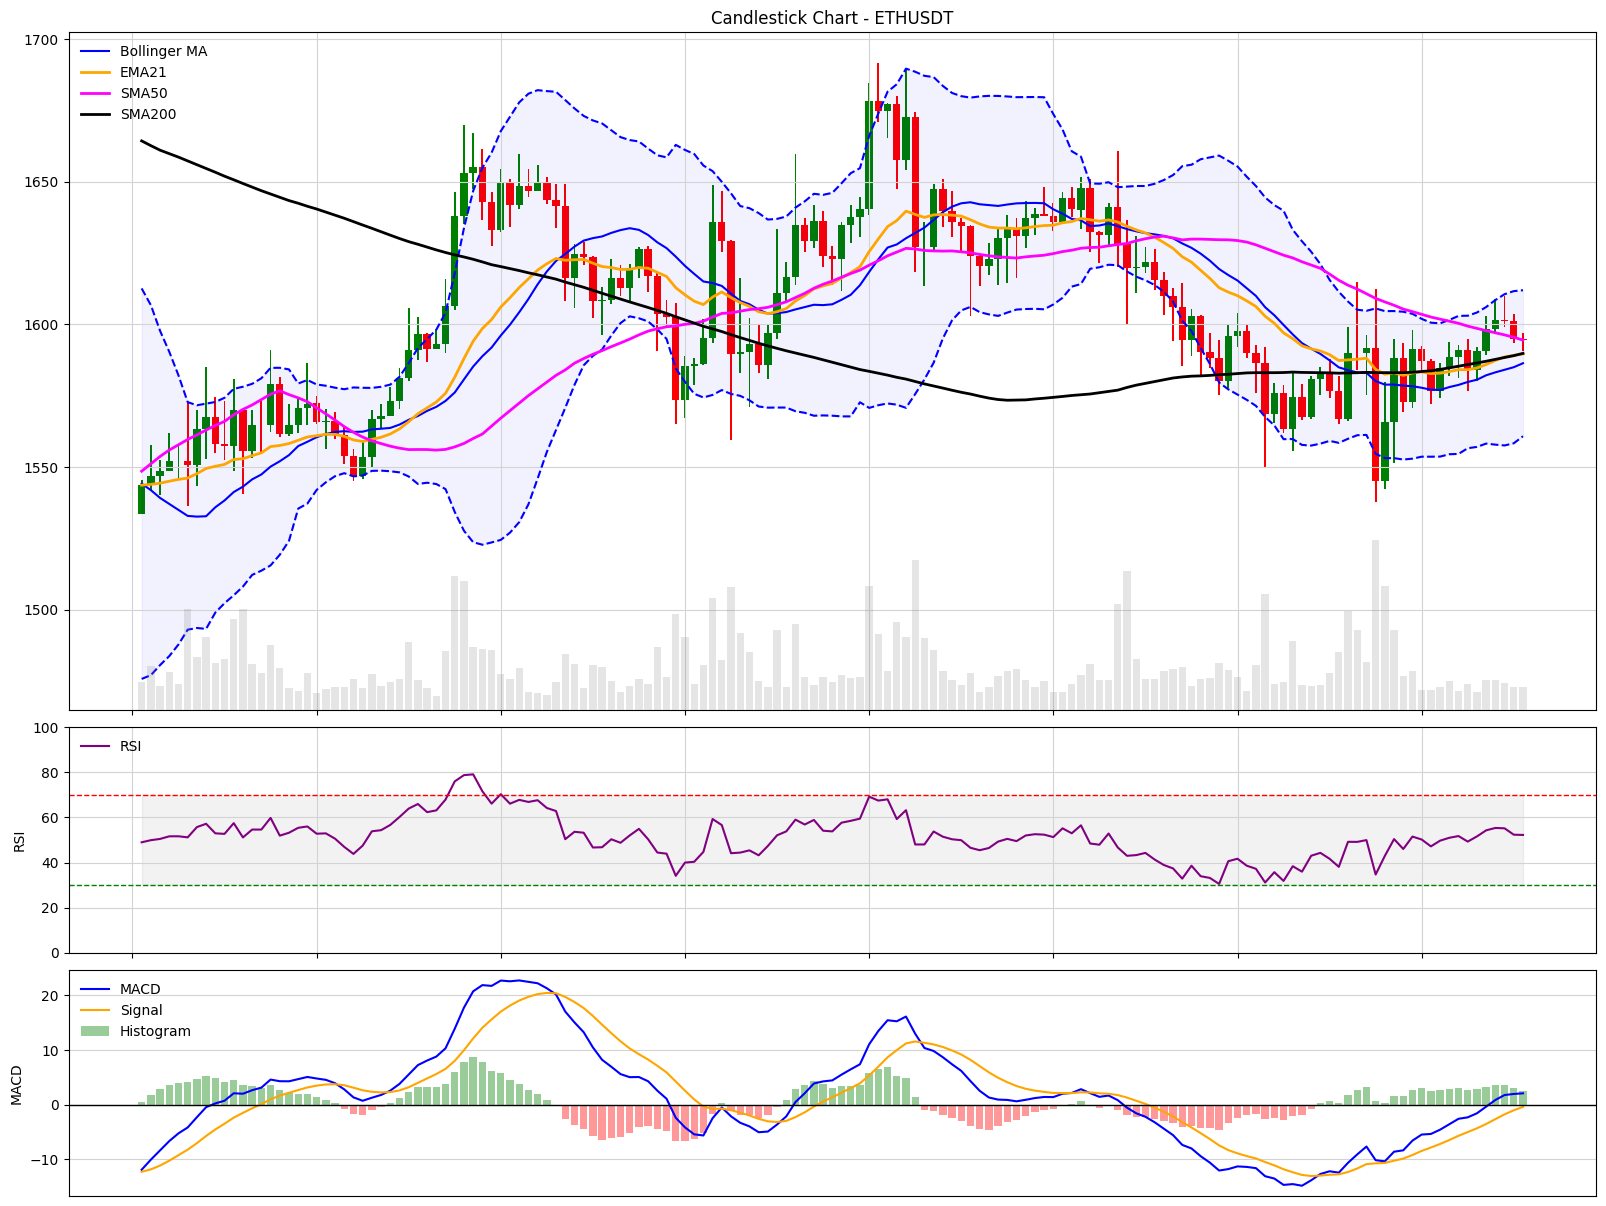 Candlestick Chart - ETHUSDT
Bollinger MA
EMA21
SMA50
SMA200
1700
1650
1600
1550
1500
RSI
RSI
100
80
60
40
20
0
MACD
Signal
Histogram
MACD
20
10
0
−10